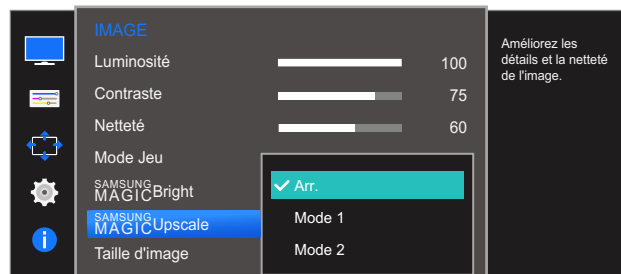 IMAGE
Luminosité 100
Contraste 75
Netteté 60
Mode Jeu
SAMSUNG
MAGICBright
SAMSUNG
MAGICUpscale
Taille d'image
Arr.
Mode 1
Mode 2
Améliorez les
détails et la netteté
de l'image.